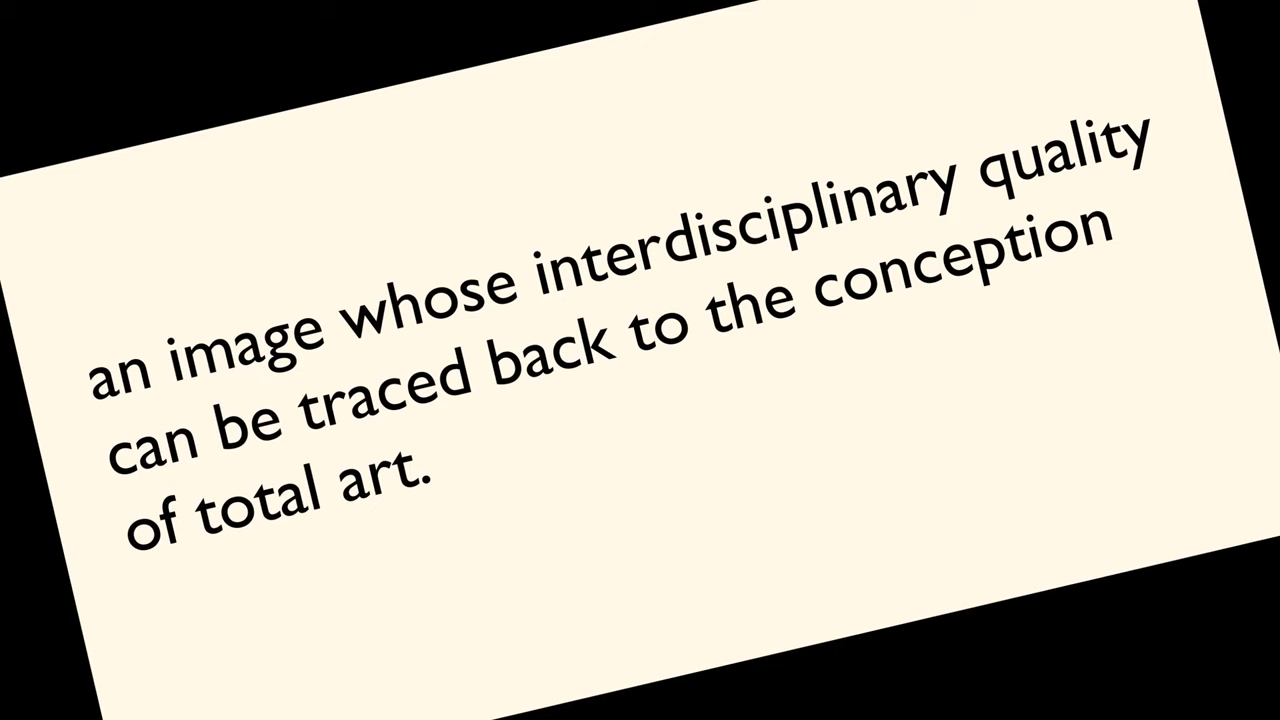 an image whose interdisciplinary quality
can be traced back to the conception
of total art.